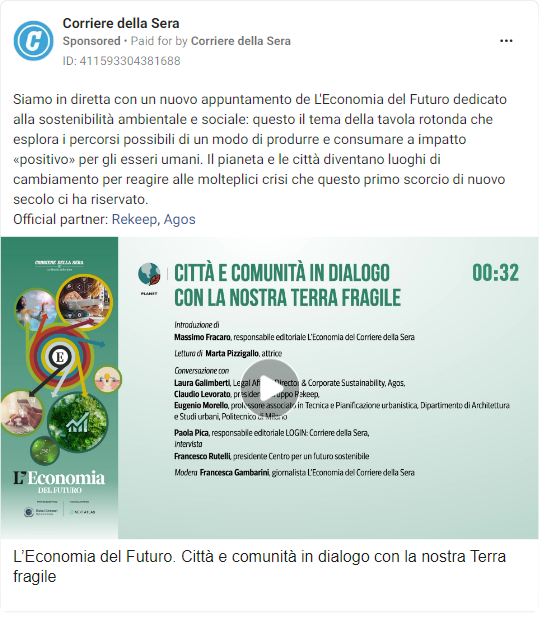 Corriere della Sera
Sponsored • Paid for by Corriere della Sera
ID: 411593304381688
Siamo in diretta con un nuovo appuntamento de L'Economia del Futuro dedicato
alla sostenibilità ambientale e sociale: questo il tema della tavola rotonda che
esplora i percorsi possibili di un modo di produrre e consumare a impatto
«positivo» per gli esseri umani. Il pianeta e le città diventano luoghi di
cambiamento per reagire alle molteplici crisi che questo primo scorcio di nuovo
secolo ci ha riservato.
Official partner: Rekeep, Agos
CORRIERE DELLA SERA
E
L'Economia
DEL FUTURO
PLANET
CITTÀ E COMUNITÀ IN DIALOGO
CON LA NOSTRA TERRA FRAGILE
00:32
Introduzione di
Massimo Fracaro, responsabile editoriale L'Economia del Corriere della Sera
Lettura di Marta Pizzigallo, attrice
Conversazione con
Laura Galimberti, Legal Affairs Director & Corporate Sustainability, Agos,
Claudio Levorato, presidente Gruppo Rekeep,
Eugenio Morello, professore associato in Tecnica e Pianificazione urbanistica, Dipartimento di Architettura
e Studi urbani, Politecnico di Milano
Paola Pica, responsabile editoriale LOGIN: Corriere della Sera,
intervista
Francesco Rutelli, presidente Centro per un futuro sostenibile
Modera Francesca Gambarini, giornalista L'Economia del Corriere della Sera
L'Economia del Futuro. Città e comunità in dialogo con la nostra Terra
fragile